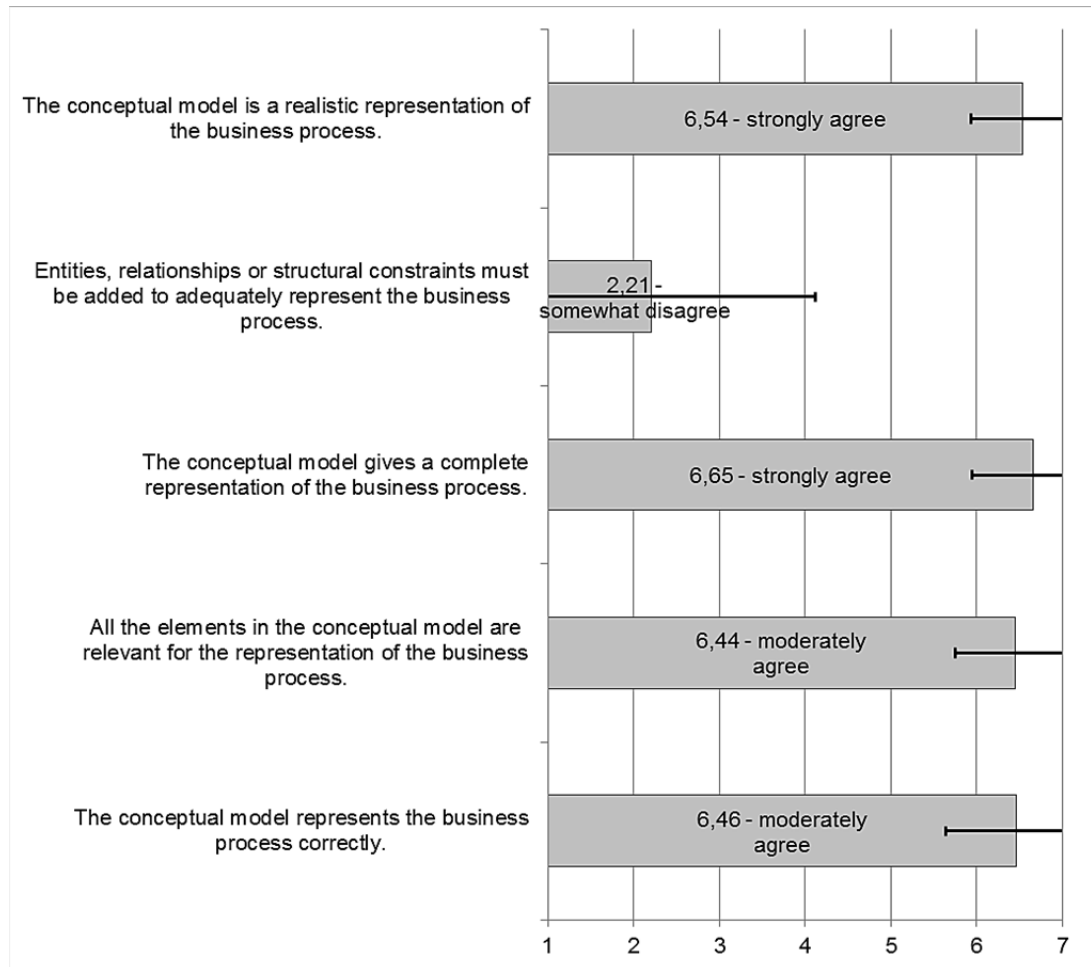 The conceptual model is a realistic representation of
the business process.
6,54 - strongly agree
Entities, relationships or structural constraints must
be added to adequately represent the business
process.
2,21 -
somewhat disagree
The conceptual model gives a complete
representation of the business process.
6,65 - strongly agree
All the elements in the conceptual model are
relevant for the representation of the business
process.
6,44 - moderately
agree
The conceptual model represents the business
process correctly.
6,46 - moderately
agree
1 2 3 4 5 6 7